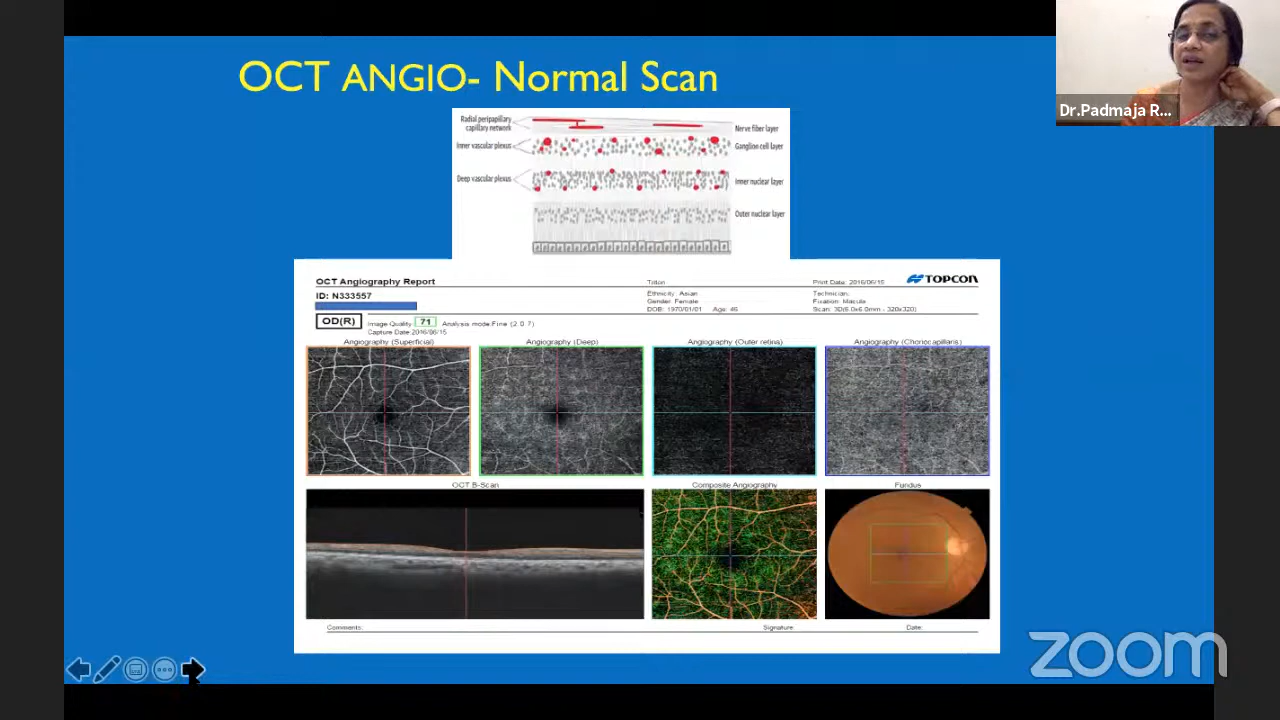 OCT ANGIO- Normal Scan
Dr.Padmaja R...
Radial peripapillary
capillary network
Nerve fiber layer
Inner vascular plexus
Ganglion cell layer
Deep vascular plexus
Inner nuclear layer
Outer nuclear layer
OCT Angiography Report
Triton
Print Date: 2016/06/15
TOPCON
ID: N333557
Ethnicity: Asian
Technician:
Gender: Female
Fixation: Macula
DOB: 1970/01/01 Age: 46
Scan: 3D(6.0x6.0mm - 320x320)
OD(R)
Image Quality: 71 Analysis mode:Fine (2.0.7)
Capture Date:2016/06/15
Angiography (Superficial)
Angiography (Deep)
Angiography (Outer retina)
Angiography (Choriocapillaris)
OCT B-Scan
Composite Angiography
Fundus
Comments:
Signature:
Date:
zoom